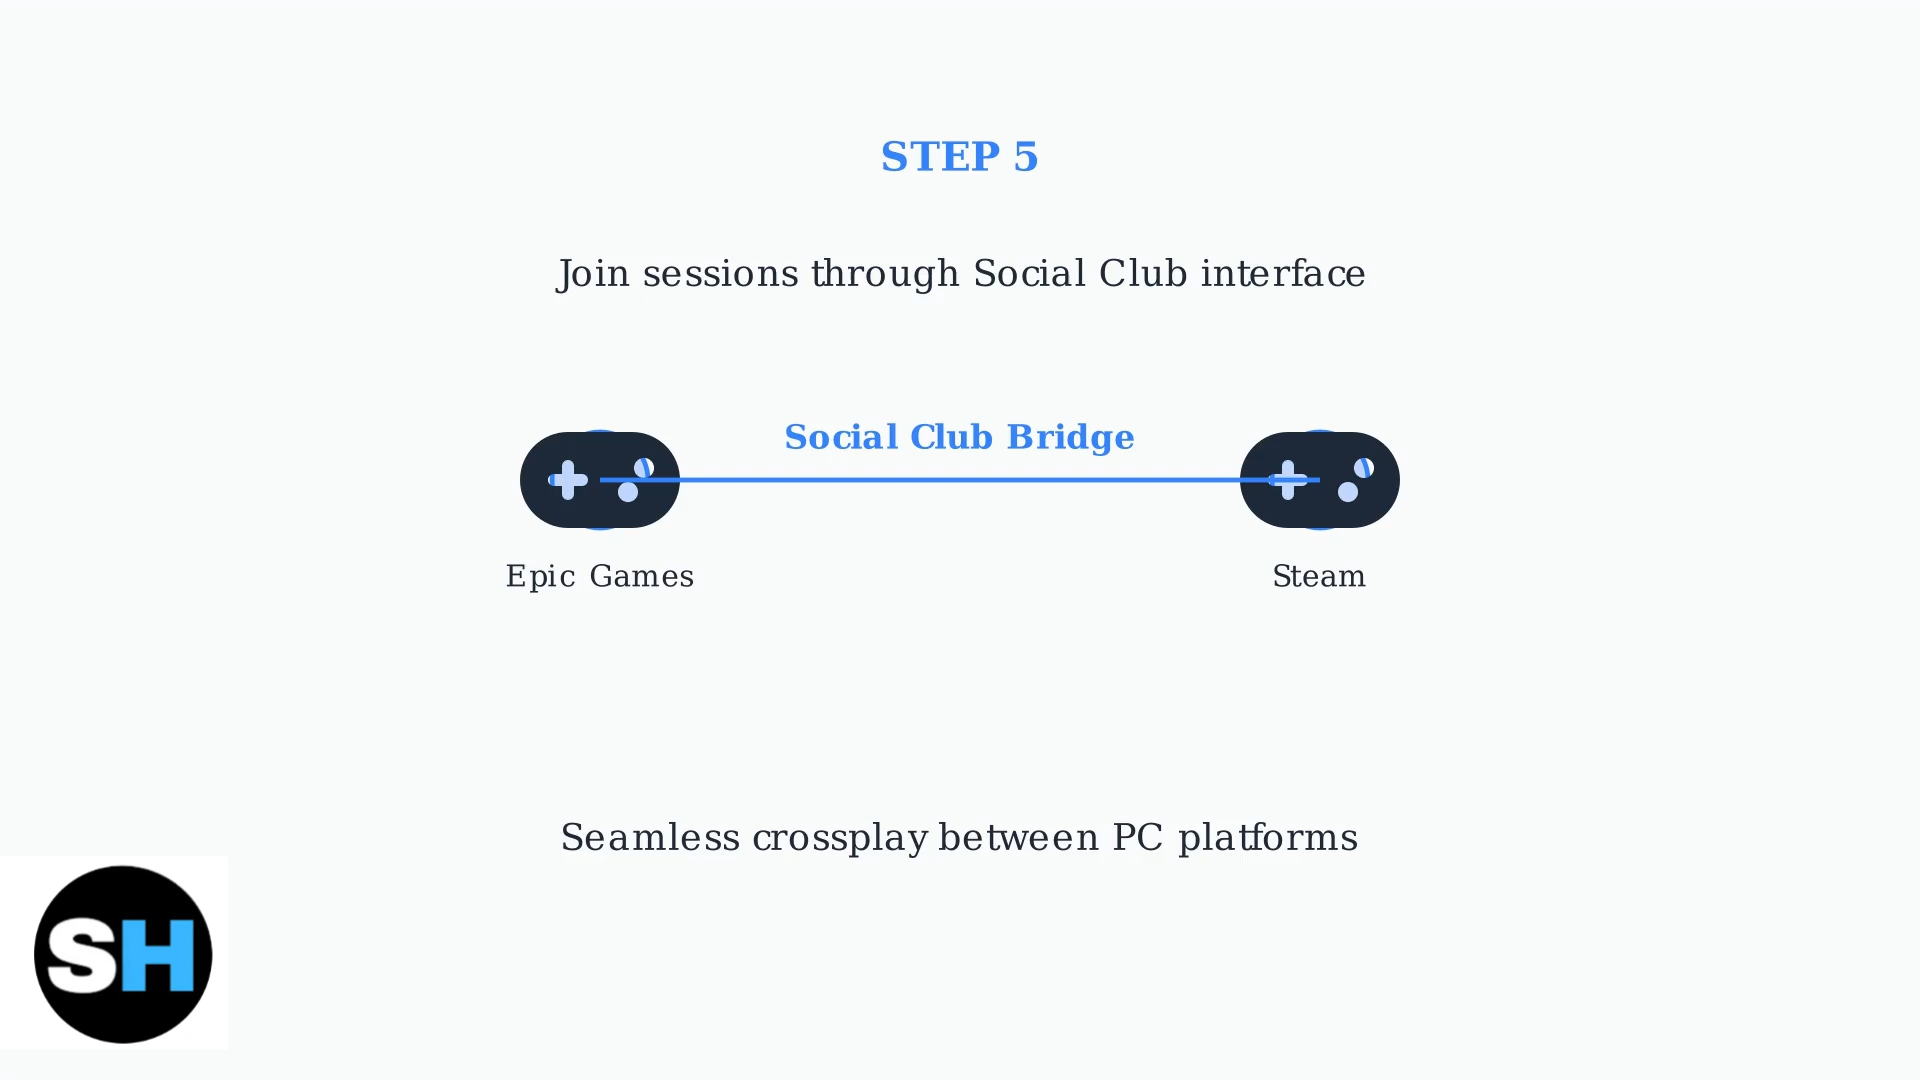 STEP 5
Join sessions through Social Club interface
Social Club Bridge
Epic Games
Steam
Seamless crossplay between PC platforms
SH